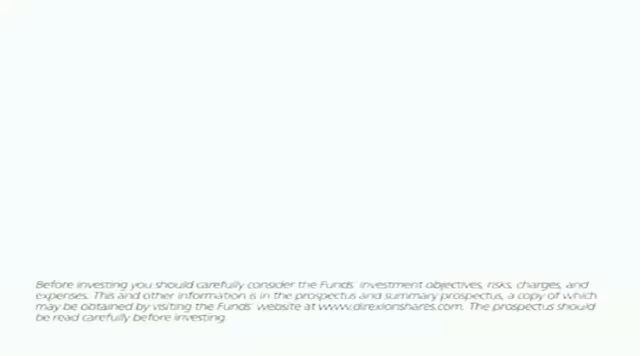 Before investing you should carefully consider the Funds' investment objectives, risks, charges, and
expenses. This and other information is in the prospectus and summary prospectus, a copy of which
may be obtained by visiting the Funds' website at www.direxionshares.com. The prospectus should
be read carefully before investing.